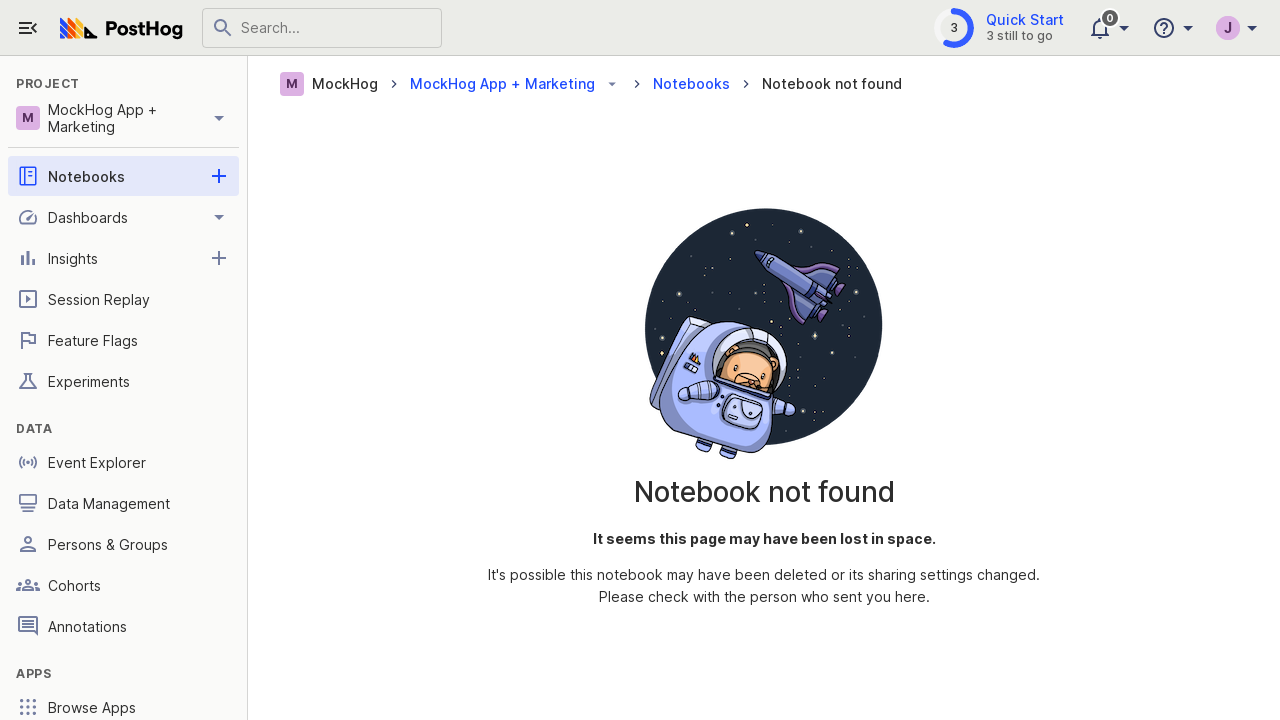 PostHog
Search...
3
Quick Start
3 still to go
0
J
PROJECT
M
MockHog App +
Marketing
Notebooks
Dashboards
Insights
Session Replay
Feature Flags
Experiments
DATA
Event Explorer
Data Management
Persons & Groups
Cohorts
Annotations
APPS
Browse Apps
M MockHog MockHog App + Marketing Notebooks Notebook not found
Notebook not found
It seems this page may have been lost in space.
It's possible this notebook may have been deleted or its sharing settings changed.
Please check with the person who sent you here.